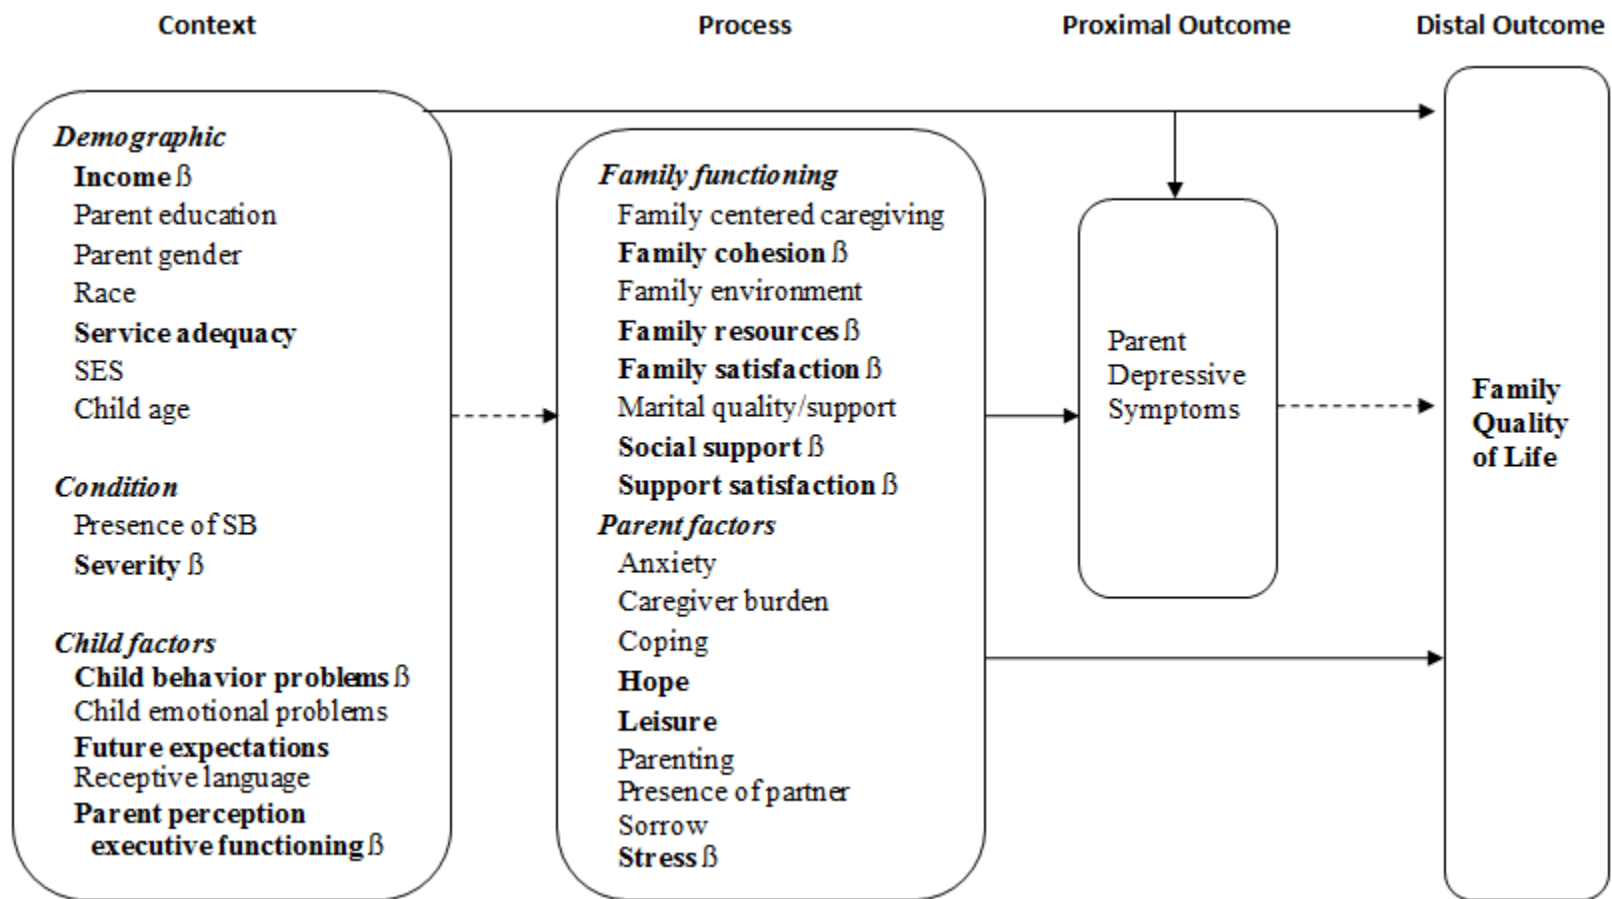 Context
Process
Proximal Outcome
Distal Outcome
Demographic
Income ß
Parent education
Parent gender
Race
Service adequacy
SES
Child age
Condition
Presence of SB
Severity ß
Child factors
Child behavior problems ß
Child emotional problems
Future expectations
Receptive language
Parent perception
executive functioning ß
Family functioning
Family centered caregiving
Family cohesion ß
Family environment
Family resources ß
Family satisfaction ß
Marital quality/support
Social support ß
Support satisfaction ß
Parent factors
Anxiety
Caregiver burden
Coping
Hope
Leisure
Parenting
Presence of partner
Sorrow
Stress ß
Parent
Depressive
Symptoms
Family
Quality
of Life